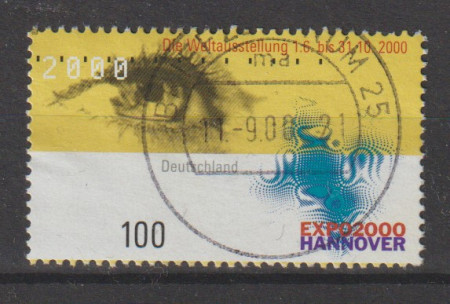 Die Weltausstellung 1.6. bis 31.10. 2000
2000
Deutschland
100
EXPO2000
HANNOVER